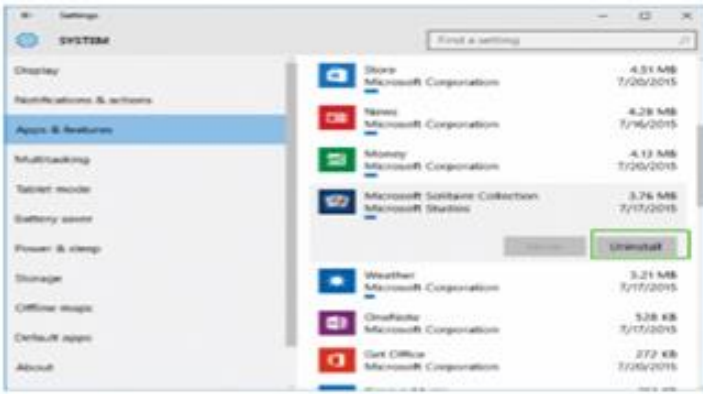 Settings
SYSTEM
Find a setting
Display
Notifications & actions
Apps & features
Multitasking
Tablet mode
Battery saver
Power & sleep
Storage
Offline maps
Default apps
About
Store 4.51 MB
Microsoft Corporation 7/20/2015
News 4.28 MB
Microsoft Corporation 7/16/2015
Money 4.13 MB
Microsoft Corporation 7/20/2015
Microsoft Solitaire Collection 3.76 MB
Microsoft Studios 7/17/2015
Move Uninstall
Weather 3.21 MB
Microsoft Corporation 7/17/2015
OneNote 528 KB
Microsoft Corporation 7/17/2015
Get Office 272 KB
Microsoft Corporation 7/20/2015